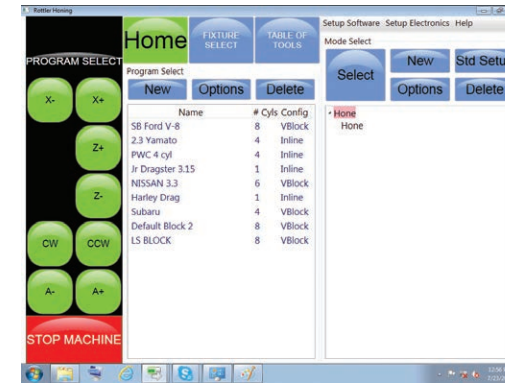 Rottler Honing
Setup Software Setup Electronics Help
Home
FIXTURE SELECT
TABLE OF TOOLS
Mode Select
PROGRAM SELECT
Program Select
New Options Delete
Select
New
Std Setu
Options
Delete
Name # Cyls Config
SB Ford V-8 8 VBlock
2.3 Yamato 4 Inline
PWC 4 cyl 4 Inline
Jr Dragster 3.15 1 Inline
NISSAN 3.3 6 VBlock
Harley Drag 1 Inline
Subaru 4 VBlock
Default Block 2 8 VBlock
LS BLOCK 8 VBlock
Hone
Hone
X- X+
Z+
Z-
CW CCW
A- A+
STOP MACHINE